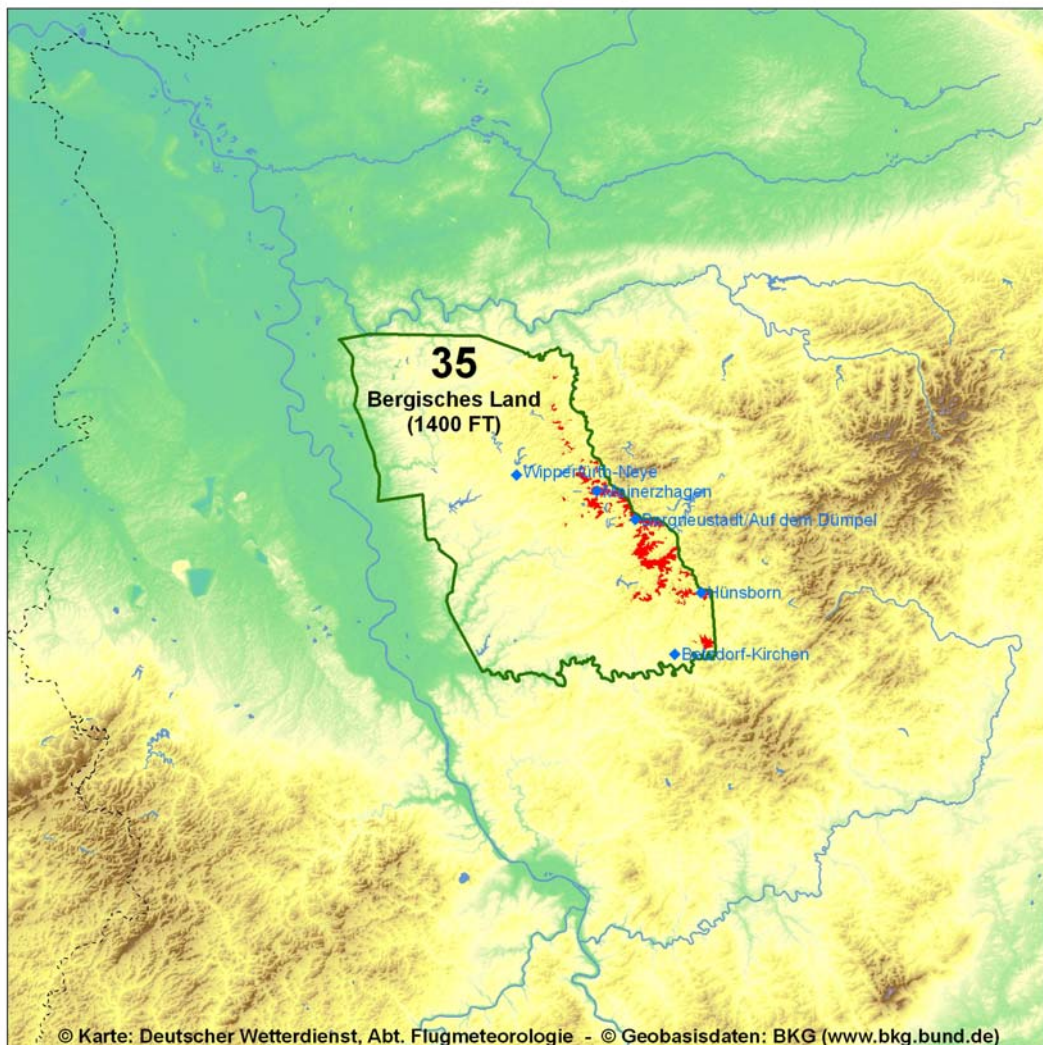 35
Bergisches Land
(1400 FT)
Wipperfürth-Neye
Meinerzhagen
Bergneustadt/Auf dem Dümpel
Hünsborn
Betzdorf-Kirchen
© Karte: Deutscher Wetterdienst, Abt. Flugmeteorologie - © Geobasisdaten: BKG (www.bkg.bund.de)